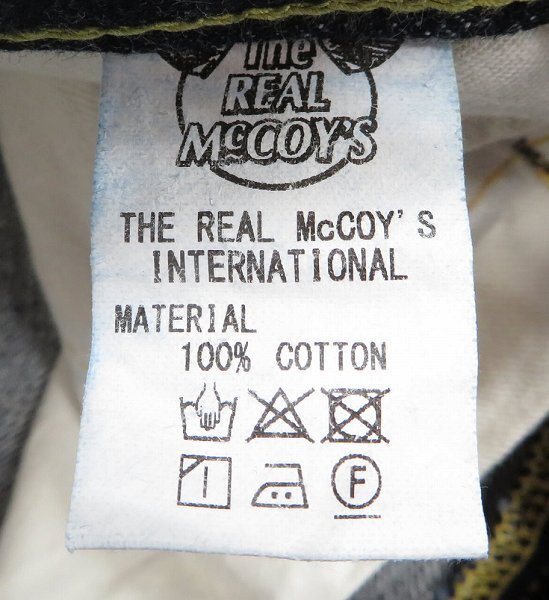 The
REAL
McCOY'S
THE REAL McCOY'S
INTERNATIONAL
MATERIAL
100% COTTON
F